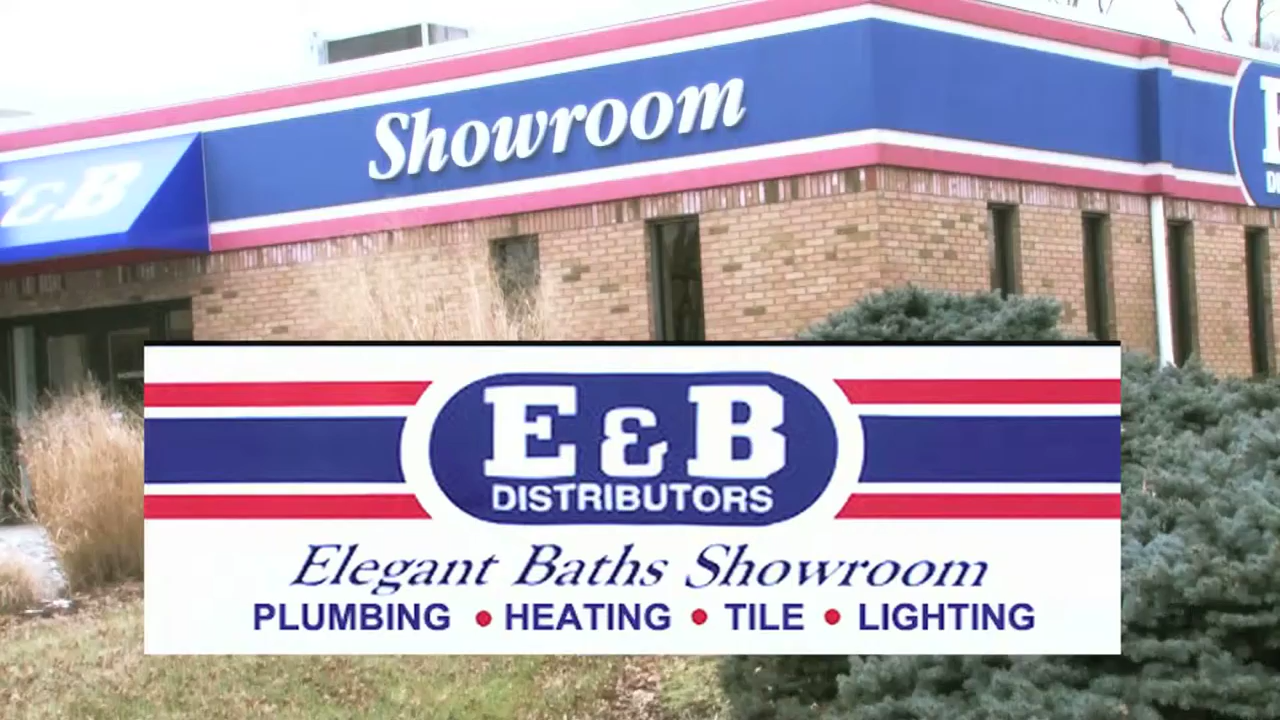 Showroom
E&B
E & B
DISTRIBUTORS
Elegant Baths Showroom
PLUMBING • HEATING • TILE • LIGHTING